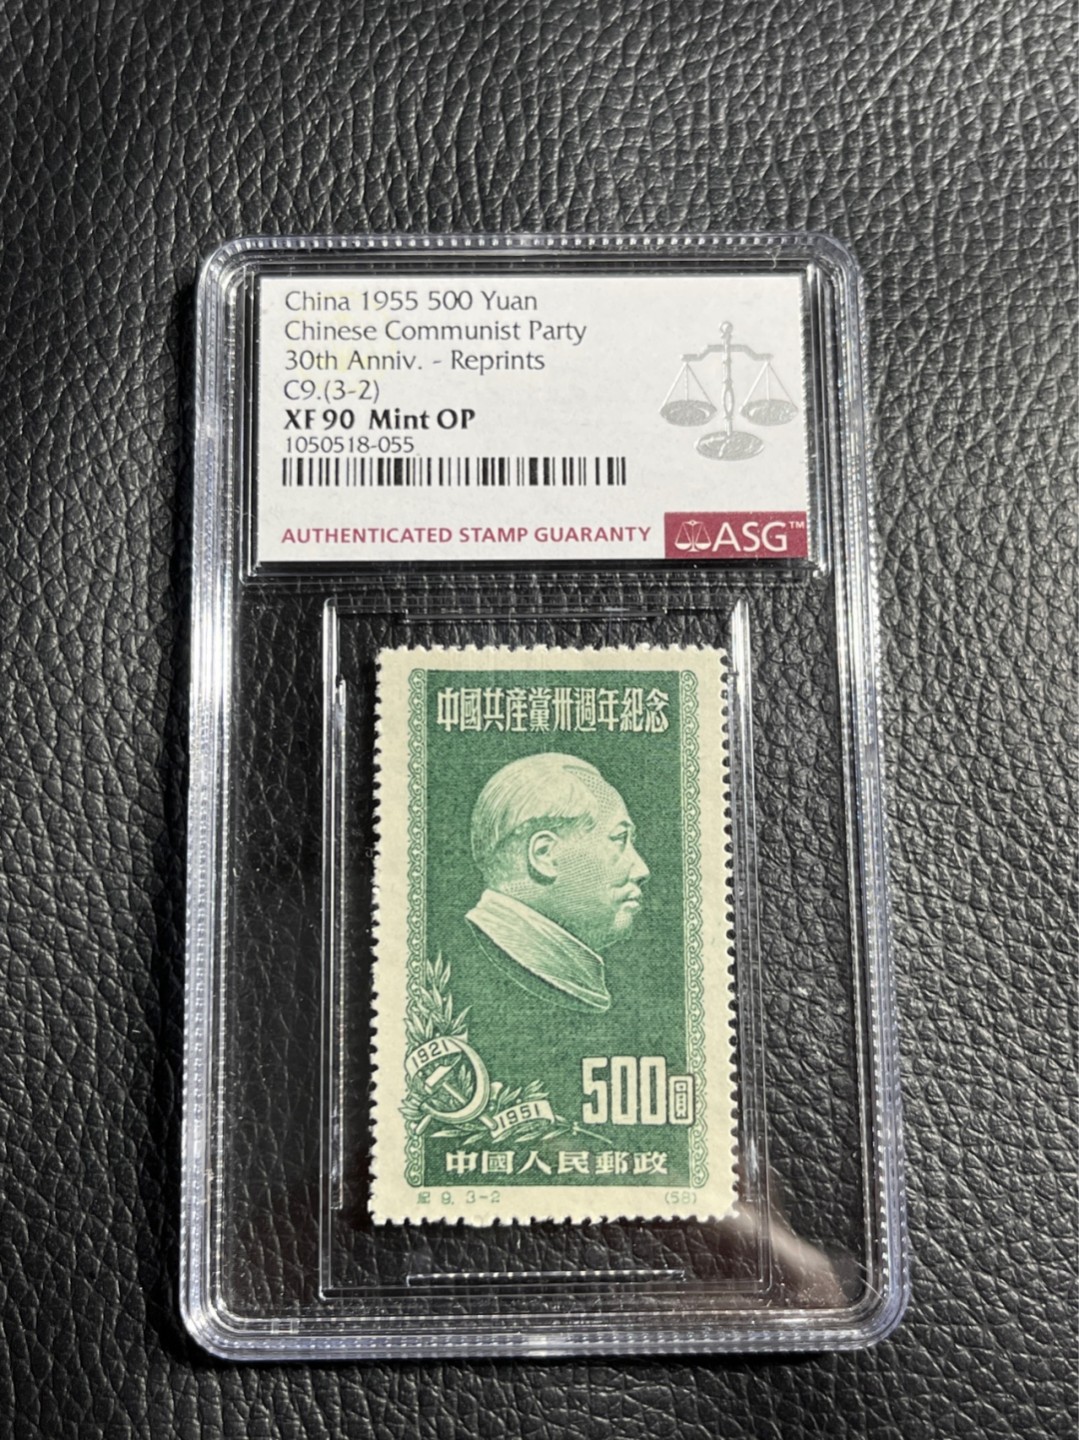 China 1955 500 Yuan
Chinese Communist Party
30th Anniv. - Reprints
C9.(3-2)
XF 90 Mint OP
1050518-055
AUTHENTICATED STAMP GUARANTY
ASG™
中國共産黨卅週年紀念
1921
1951
500圓
中國人民郵政
紀 9. 3-2
(58)